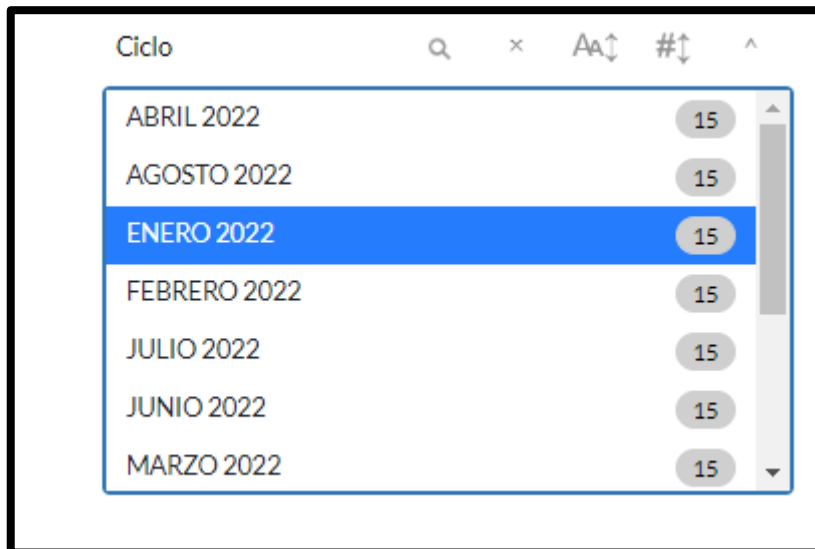 Ciclo × AA↕ #↕ ^
ABRIL 2022 15
AGOSTO 2022 15
ENERO 2022 15
FEBRERO 2022 15
JULIO 2022 15
JUNIO 2022 15
MARZO 2022 15